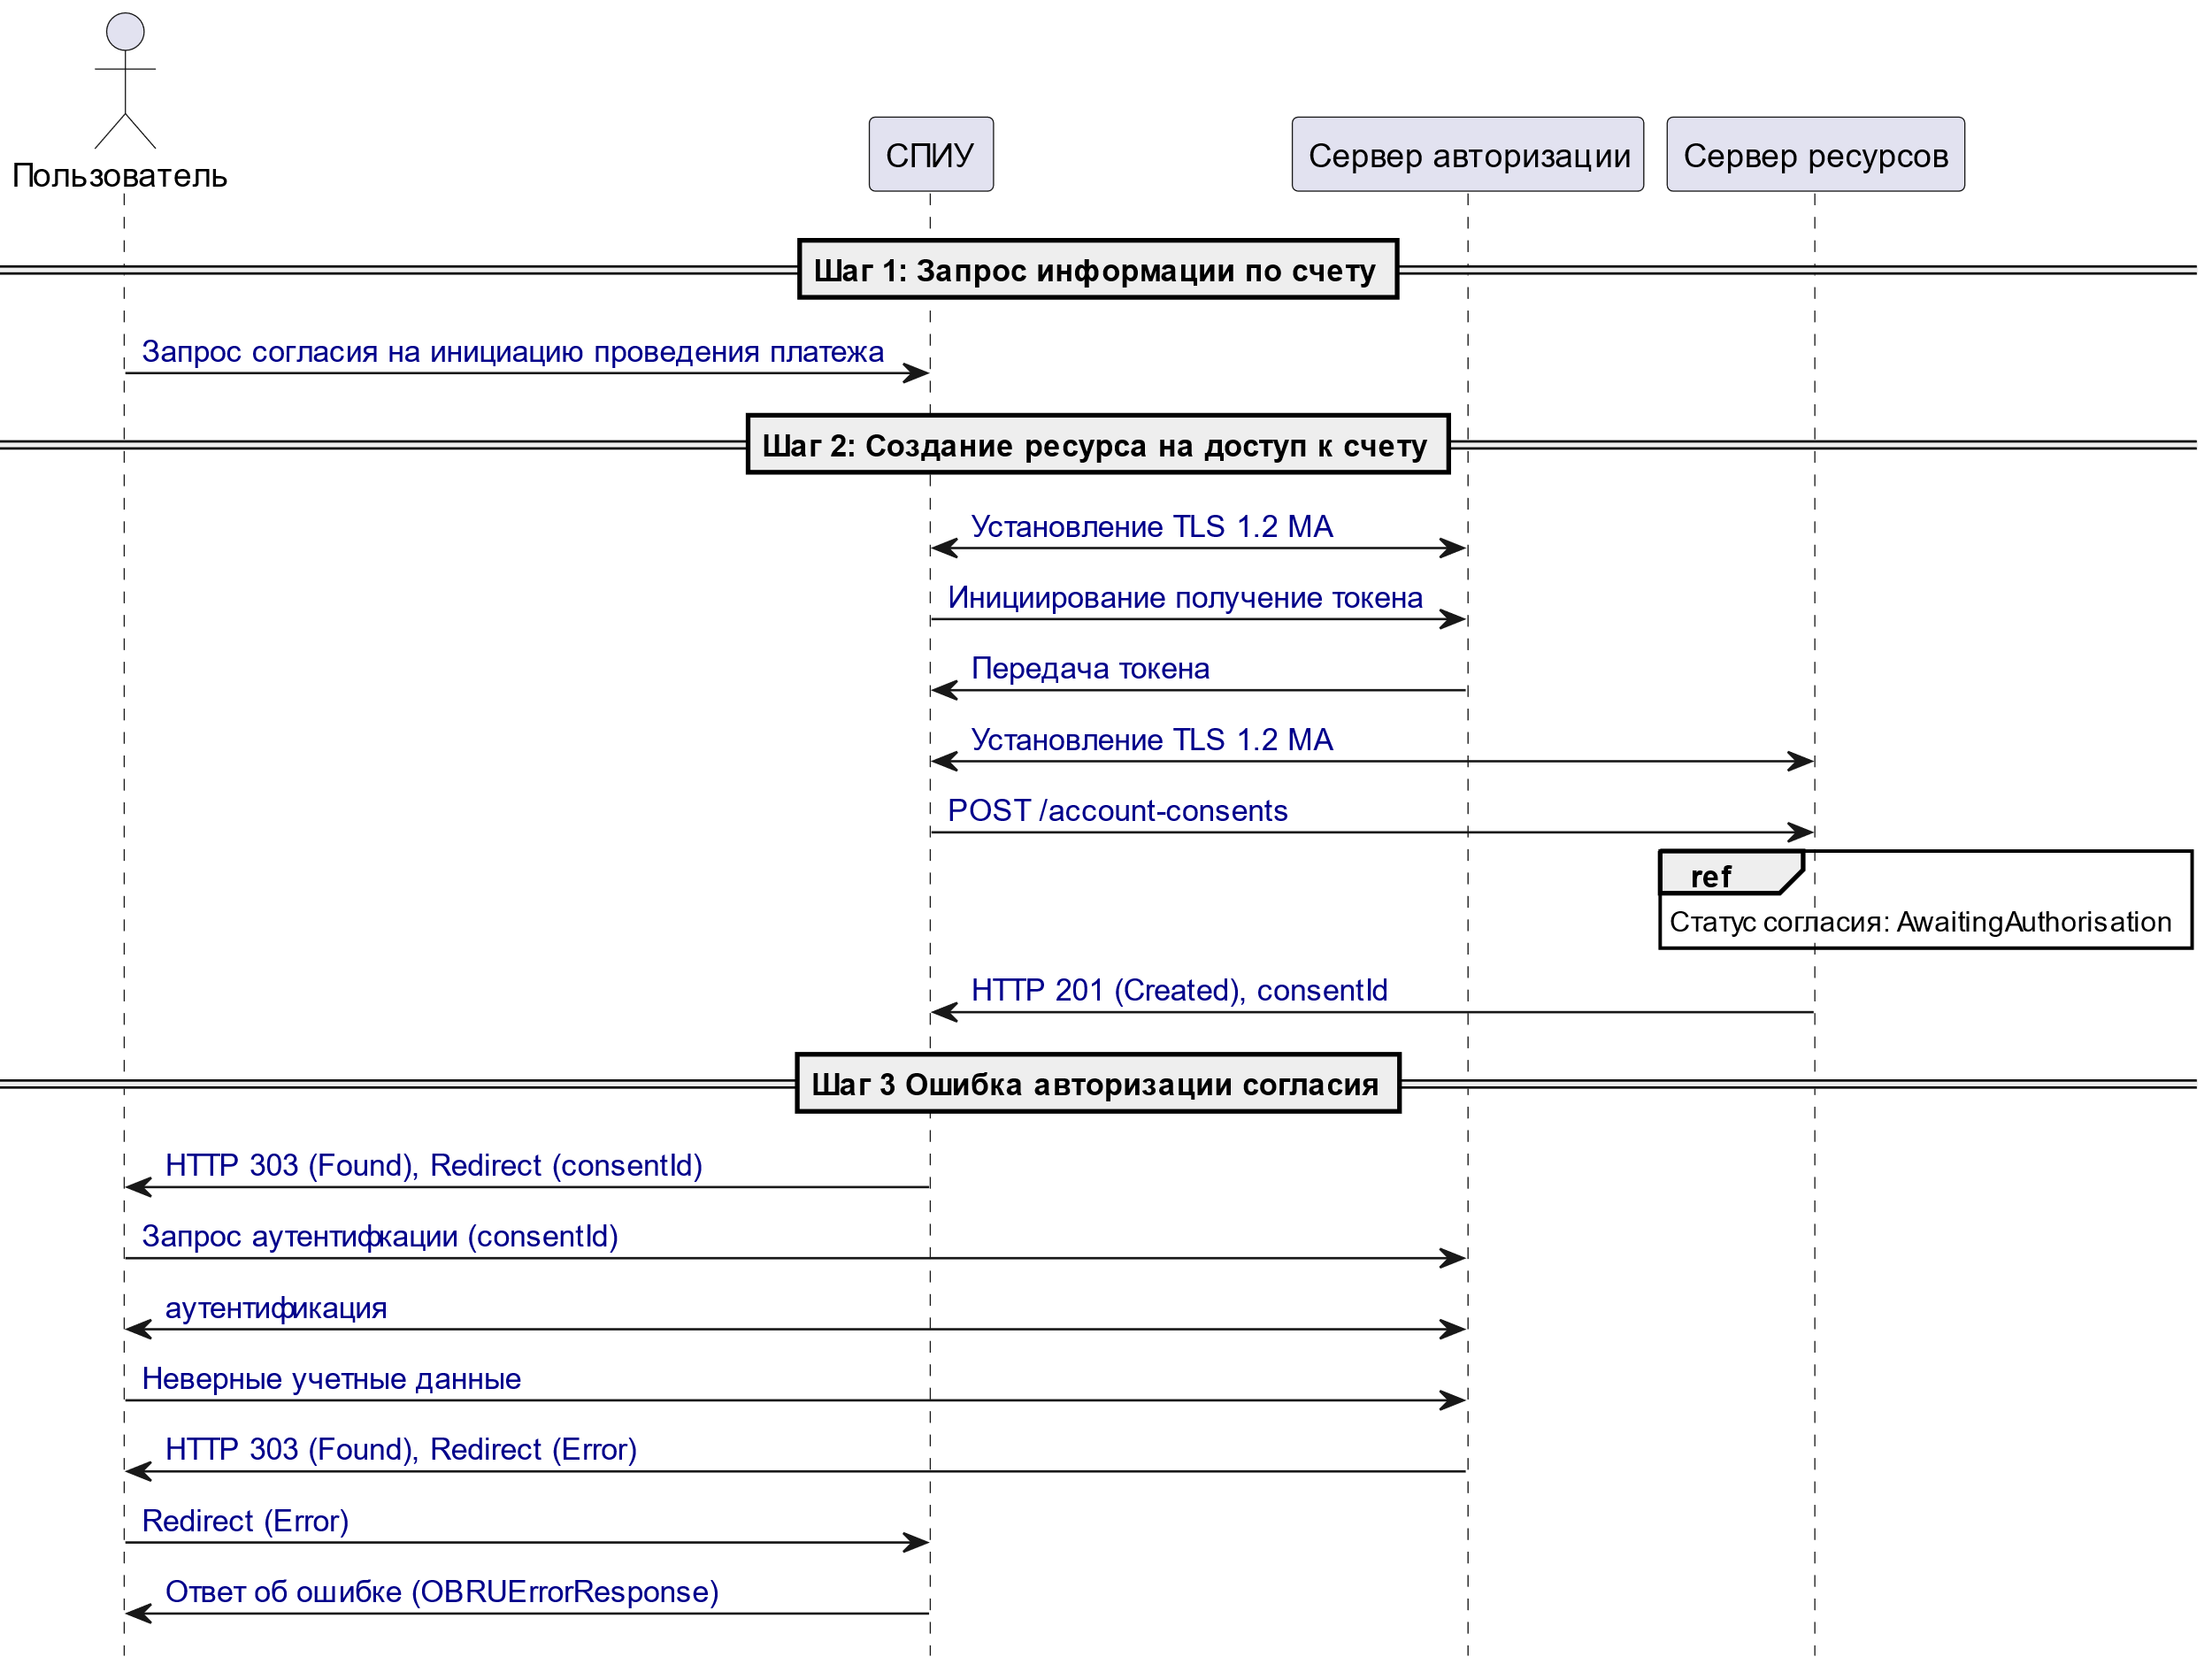 Пользователь
СПИУ
Сервер авторизации
Сервер ресурсов
Шаг 1: Запрос информации по счету
Запрос согласия на инициацию проведения платежа
Шаг 2: Создание ресурса на доступ к счету
Установление TLS 1.2 MA
Инициирование получение токена
Передача токена
Установление TLS 1.2 MA
POST /account-consents
ref
Статус согласия: AwaitingAuthorisation
HTTP 201 (Created), consentId
Шаг 3 Ошибка авторизации согласия
HTTP 303 (Found), Redirect (consentId)
Запрос аутентифкации (consentId)
аутентификация
Неверные учетные данные
HTTP 303 (Found), Redirect (Error)
Redirect (Error)
Ответ об ошибке (OBRUErrorResponse)